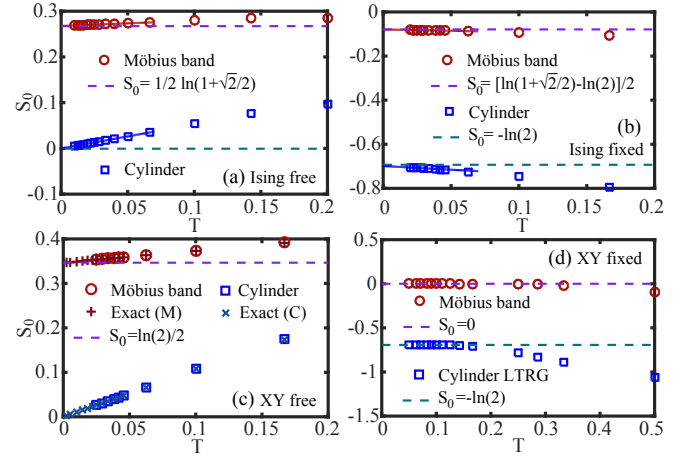 0.3
0.2
0.1
0
-0.1
S₀
Möbius band
S₀= 1/2 ln(1+√2/2)
Cylinder
(a) Ising free
0
0.05
0.1
0.15
0.2
T
0
-0.2
-0.4
-0.6
-0.8
Möbius band
S₀= [ln(1+√2/2)-ln(2)]/2
Cylinder
S₀= -ln(2)
(b)
Ising fixed
0
0.05
0.1
0.15
0.2
T
0.4
0.3
0.2
0.1
0
S₀
Möbius band
Cylinder
Exact (M)
Exact (C)
S₀=ln(2)/2
(c) XY free
0
0.05
0.1
0.15
0.2
T
0.5
0
-0.5
-1
-1.5
(d) XY fixed
Möbius band
S₀=0
Cylinder LTRG
S₀=-ln(2)
0
0.1
0.2
0.3
0.4
0.5
T